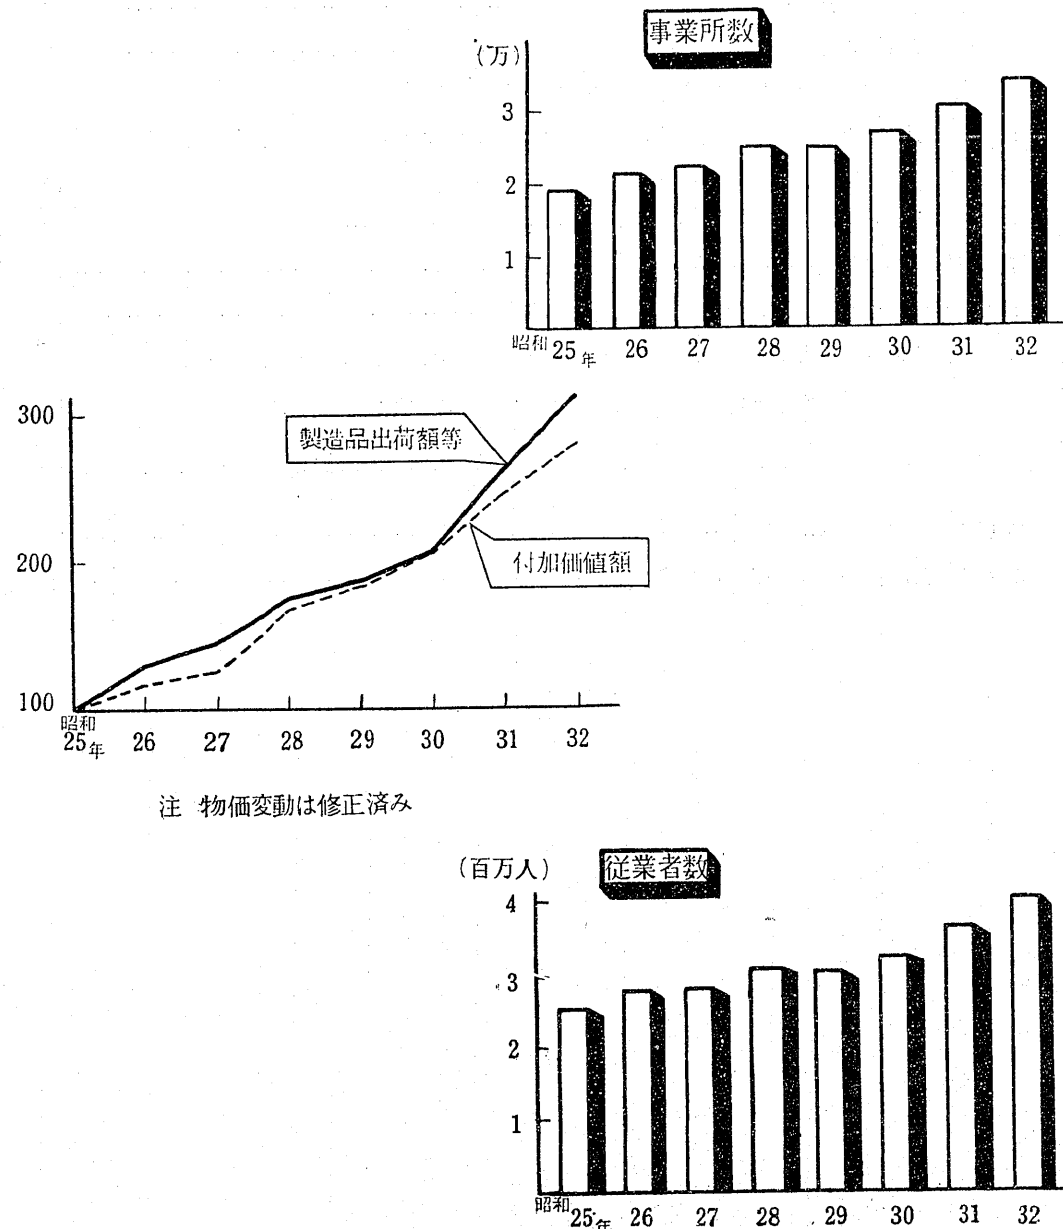 事業所数
(万)
3
2
1
昭和 25年 26 27 28 29 30 31 32
300
200
100
製造品出荷額等
付加価値額
昭和
25年 26 27 28 29 30 31 32
注 物価変動は修正済み
従業者数
(百万人)
4
3
2
1
昭和 25年 26 27 28 29 30 31 32